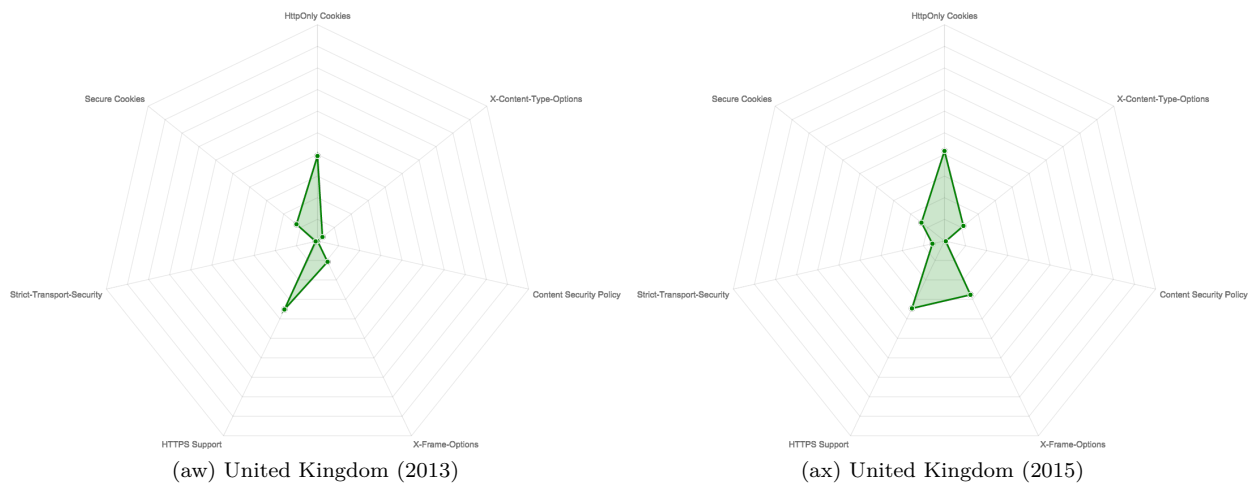 HttpOnly Cookies
X-Content-Type-Options
Content Security Policy
X-Frame-Options
HTTPS Support
Strict-Transport-Security
Secure Cookies
(aw) United Kingdom (2013)
HttpOnly Cookies
X-Content-Type-Options
Content Security Policy
X-Frame-Options
HTTPS Support
Strict-Transport-Security
Secure Cookies
(ax) United Kingdom (2015)